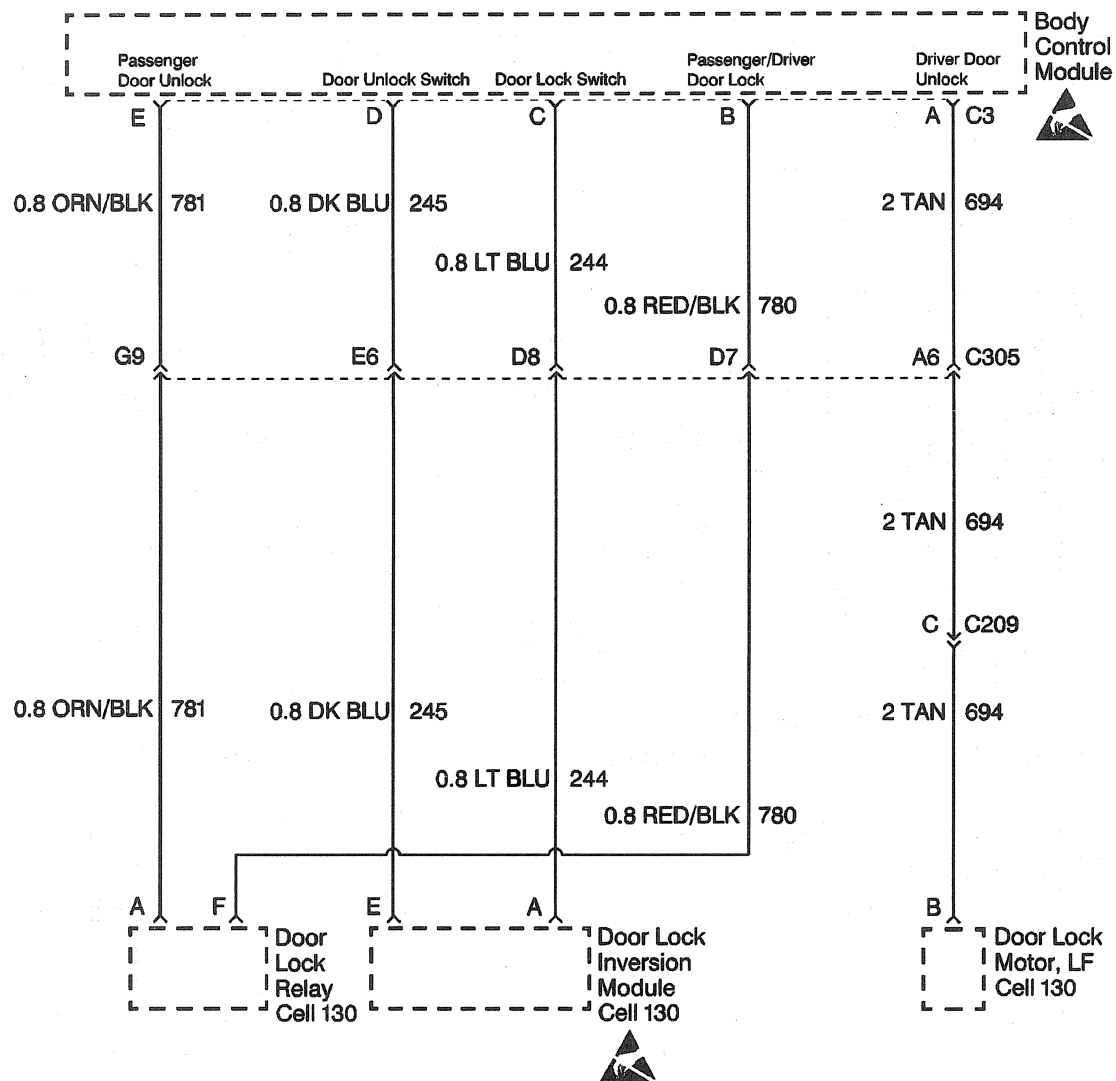 Body
Control
Module
Passenger
Door Unlock
Door Unlock Switch
Door Lock Switch
Passenger/Driver
Door Lock
Driver Door
Unlock
E
D
C
B
A
C3
0.8 ORN/BLK
781
0.8 DK BLU
245
2 TAN
694
0.8 LT BLU
244
0.8 RED/BLK
780
G9
E6
D8
D7
A6
C305
2 TAN
694
C
C209
0.8 ORN/BLK
781
0.8 DK BLU
245
2 TAN
694
0.8 LT BLU
244
0.8 RED/BLK
780
A
F
E
A
B
Door
Lock
Relay
Cell 130
Door Lock
Inversion
Module
Cell 130
Door Lock
Motor, LF
Cell 130